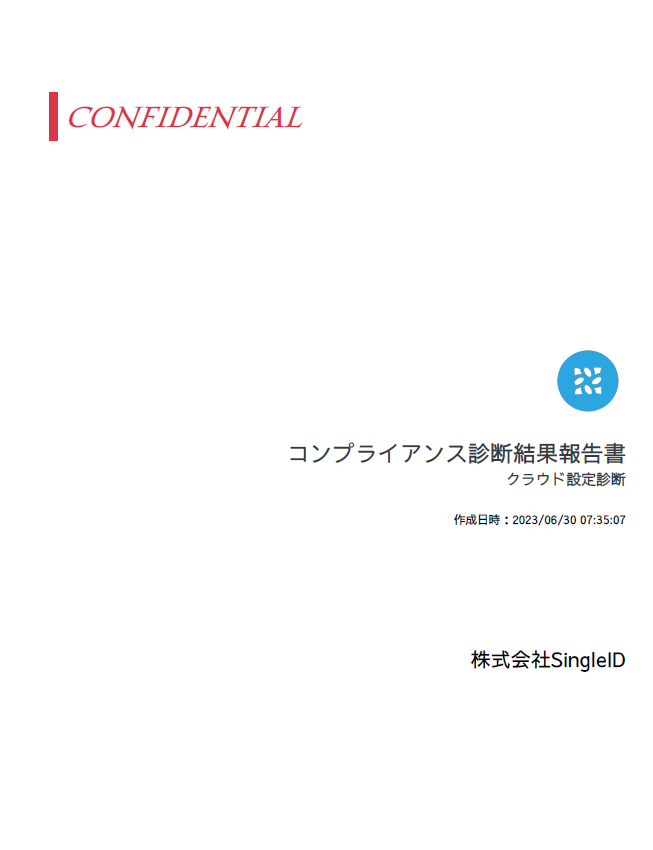 CONFIDENTIAL
コンプライアンス診断結果報告書
クラウド設定診断
作成日時：2023/06/30 07:35:07
株式会社SingleID